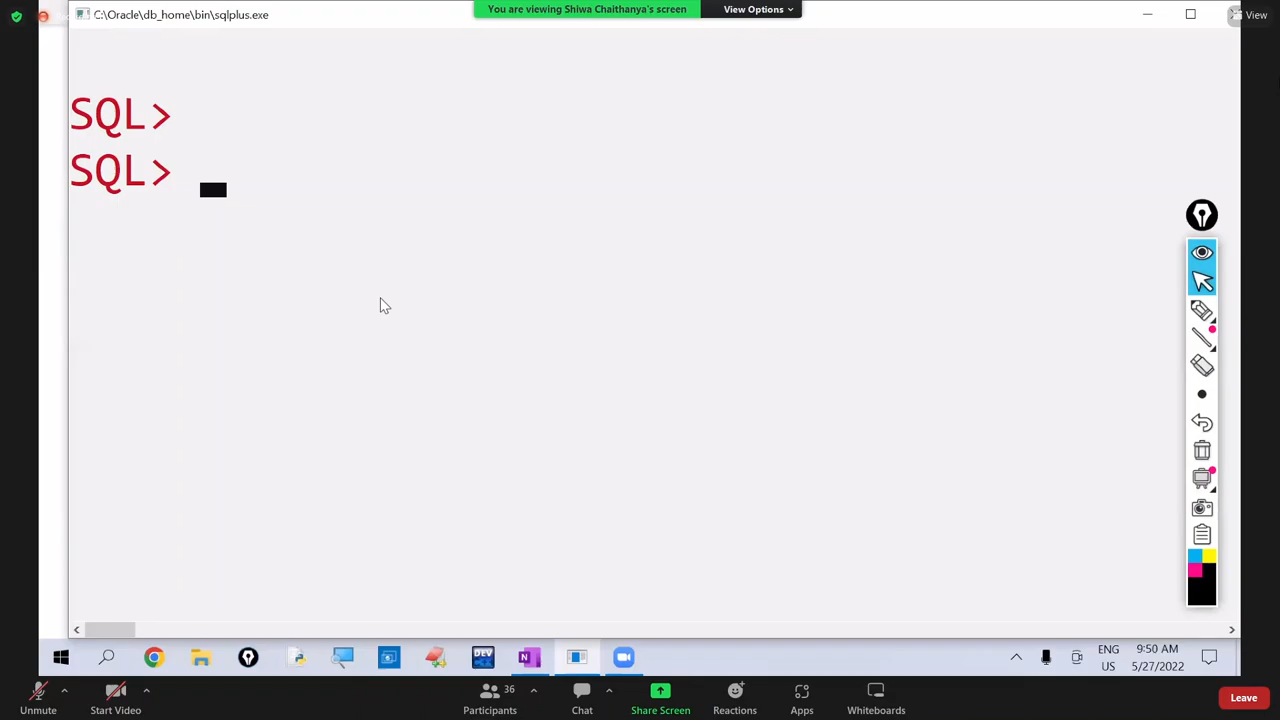 C:\Oracle\db_home\bin\sqlplus.exe
You are viewing Shiwa Chaithanya's screen
View Options
View
SQL>
SQL>
DEV
ENG
US
9:50 AM
5/27/2022
Unmute
Start Video
36
Participants
Chat
Share Screen
Reactions
Apps
Whiteboards
Leave